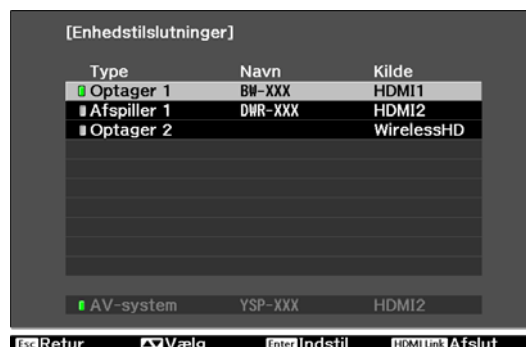 [Enhedstilslutninger]
Type Navn Kilde
Optager 1 BW-XXX HDMI1
Afspiller 1 DWR-XXX HDMI2
Optager 2 WirelessHD
AV-system YSP-XXX HDMI2
Esc Retur Vælg Enter Indstil HDMI Link Afslut